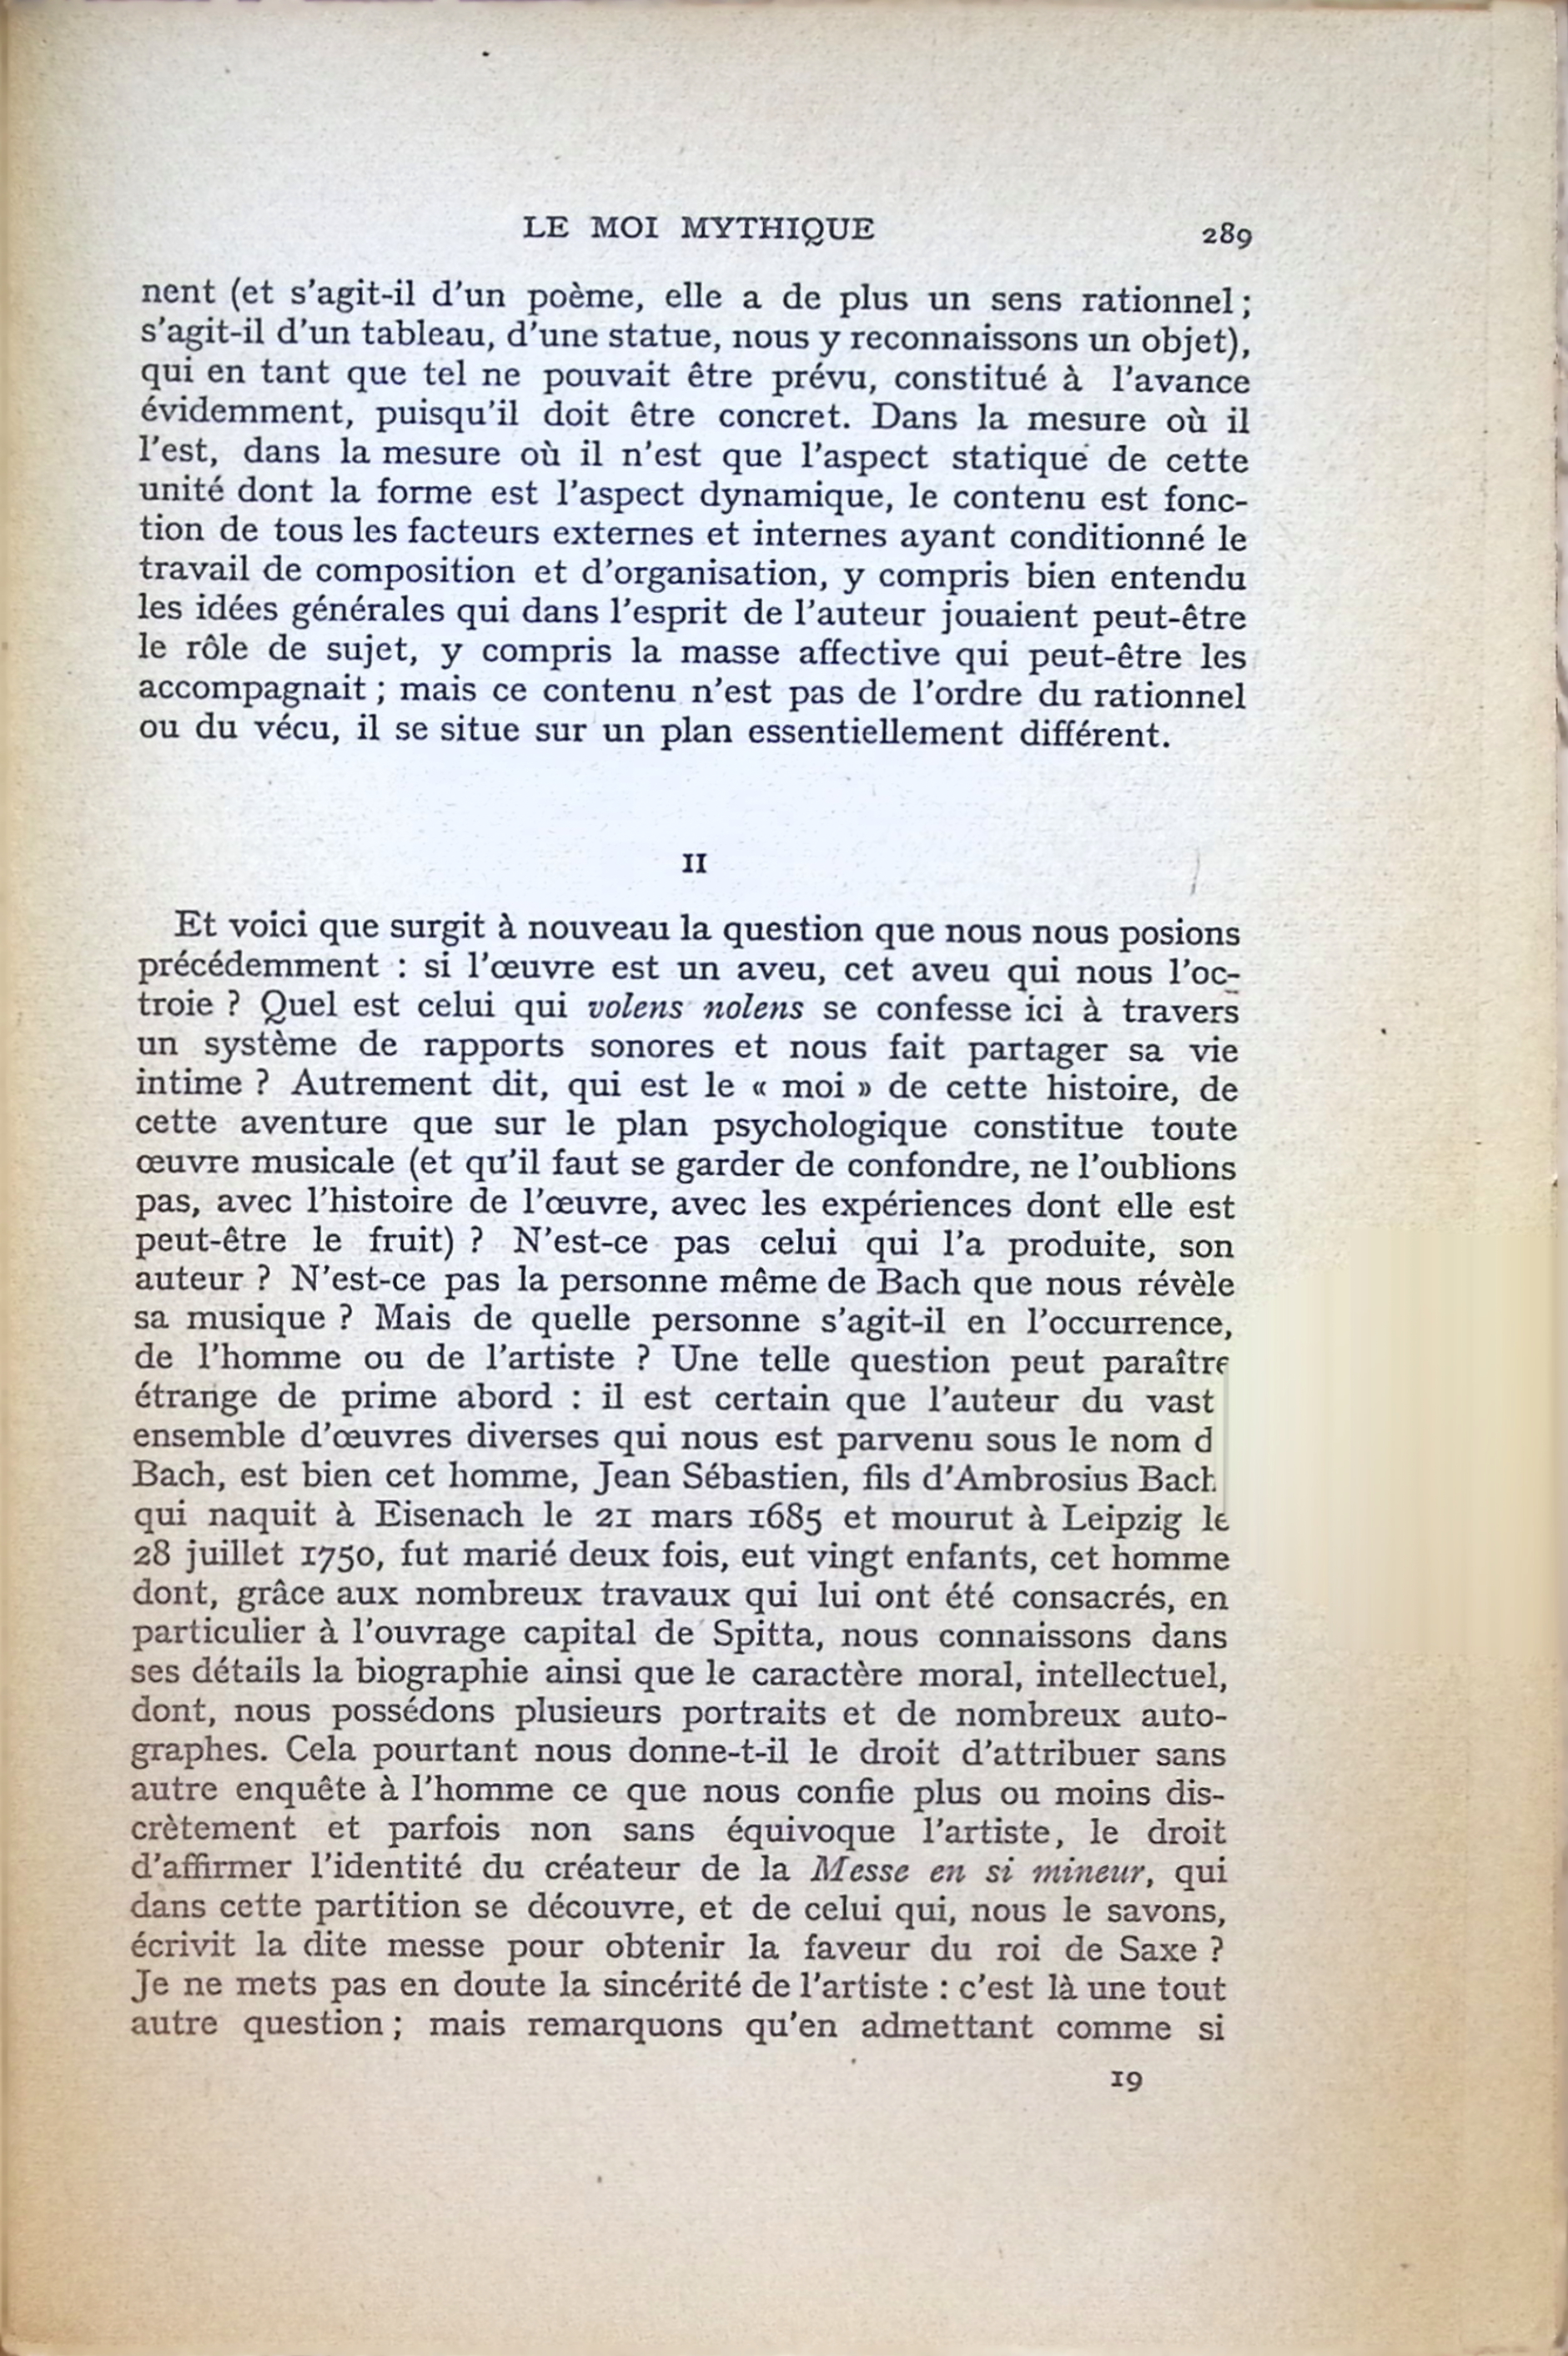 LE MOI MYTHIQUE 289
nent (et s'agit-il d'un poème, elle a de plus un sens rationnel ;
s'agit-il d'un tableau, d'une statue, nous y reconnaissons un objet),
qui en tant que tel ne pouvait être prévu, constitué à l'avance
évidemment, puisqu'il doit être concret. Dans la mesure où il
l'est, dans la mesure où il n'est que l'aspect statique de cette
unité dont la forme est l'aspect dynamique, le contenu est fonc-
tion de tous les facteurs externes et internes ayant conditionné le
travail de composition et d'organisation, y compris bien entendu
les idées générales qui dans l'esprit de l'auteur jouaient peut-être
le rôle de sujet, y compris la masse affective qui peut-être les
accompagnait ; mais ce contenu n'est pas de l'ordre du rationnel
ou du vécu, il se situe sur un plan essentiellement différent.
II
Et voici que surgit à nouveau la question que nous nous posions
précédemment : si l'œuvre est un aveu, cet aveu qui nous l'oc-
troie ? Quel est celui qui volens nolens se confesse ici à travers
un système de rapports sonores et nous fait partager sa vie
intime ? Autrement dit, qui est le « moi » de cette histoire, de
cette aventure que sur le plan psychologique constitue toute
œuvre musicale (et qu'il faut se garder de confondre, ne l'oublions
pas, avec l'histoire de l'œuvre, avec les expériences dont elle est
peut-être le fruit) ? N'est-ce pas celui qui l'a produite, son
auteur ? N'est-ce pas la personne même de Bach que nous révèle
sa musique ? Mais de quelle personne s'agit-il en l'occurrence,
de l'homme ou de l'artiste ? Une telle question peut paraître
étrange de prime abord : il est certain que l'auteur du vast
ensemble d'œuvres diverses qui nous est parvenu sous le nom d
Bach, est bien cet homme, Jean Sébastien, fils d'Ambrosius Bach
qui naquit à Eisenach le 21 mars 1685 et mourut à Leipzig le
28 juillet 1750, fut marié deux fois, eut vingt enfants, cet homme
dont, grâce aux nombreux travaux qui lui ont été consacrés, en
particulier à l'ouvrage capital de Spitta, nous connaissons dans
ses détails la biographie ainsi que le caractère moral, intellectuel,
dont, nous possédons plusieurs portraits et de nombreux auto-
graphes. Cela pourtant nous donne-t-il le droit d'attribuer sans
autre enquête à l'homme ce que nous confie plus ou moins dis-
crètement et parfois non sans équivoque l'artiste, le droit
d'affirmer l'identité du créateur de la Messe en si mineur, qui
dans cette partition se découvre, et de celui qui, nous le savons,
écrivit la dite messe pour obtenir la faveur du roi de Saxe ?
Je ne mets pas en doute la sincérité de l'artiste : c'est là une tout
autre question ; mais remarquons qu'en admettant comme si
19